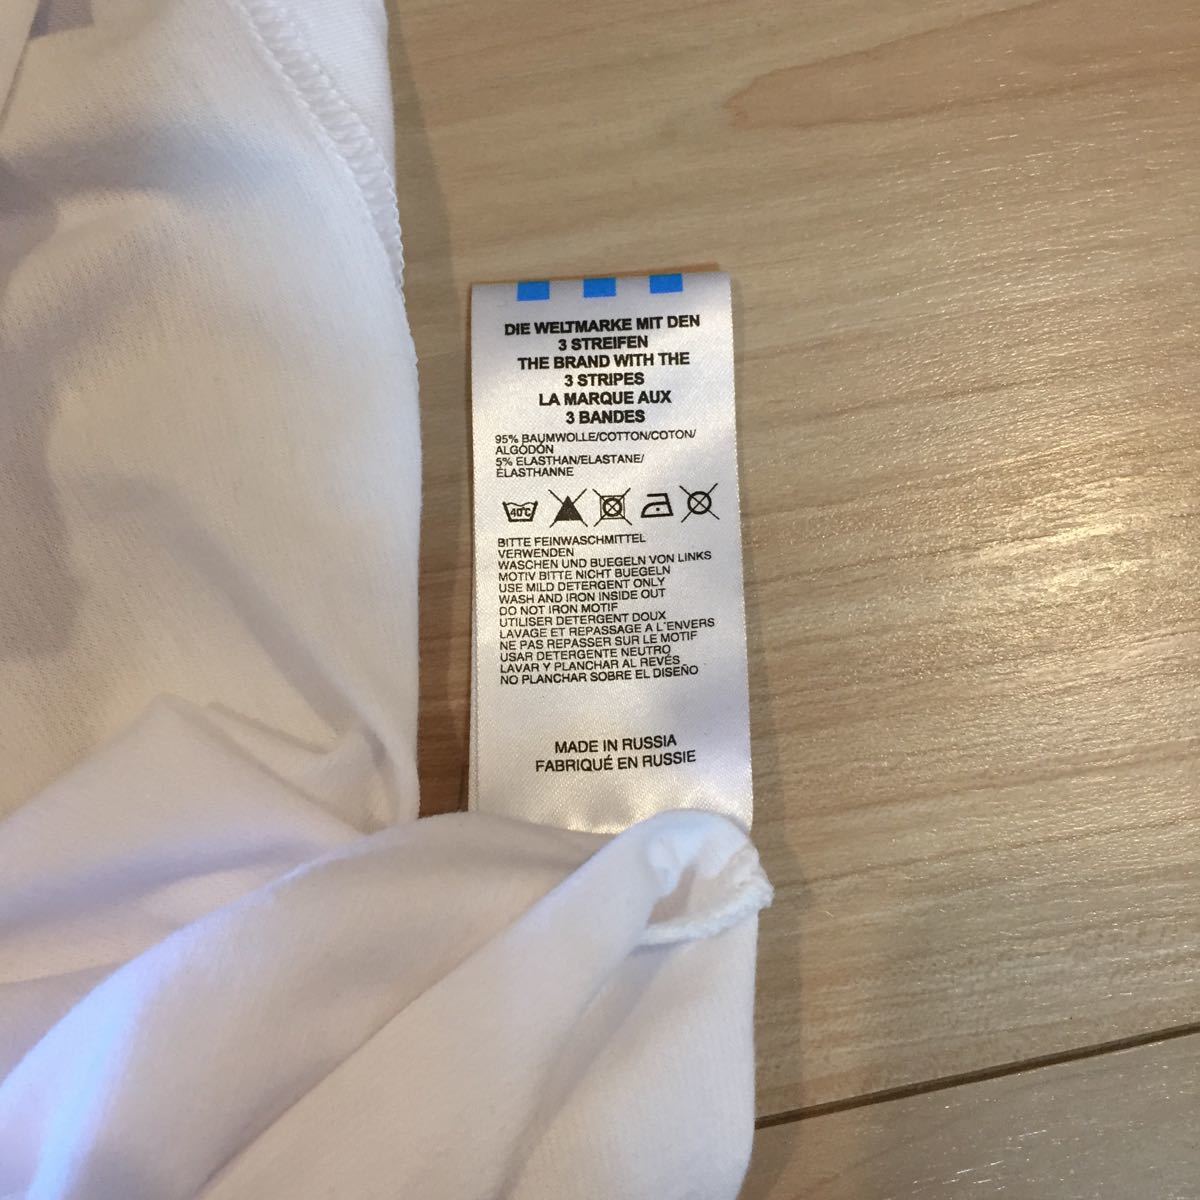 DIE WELTMARKE MIT DEN
3 STREIFEN
THE BRAND WITH THE
3 STRIPES
LA MARQUE AUX
3 BANDES
95% BAUMWOLLE/COTTON/COTON/
ALGODÓN
5% ELASTHAN/ELASTANE/
ÉLASTHANNE
40°C
BITTE FEINWASCHMITTEL
VERWENDEN
WASCHEN UND BUEGELN VON LINKS
MOTIV BITTE NICHT BUEGELN
USE MILD DETERGENT ONLY
WASH AND IRON INSIDE OUT
DO NOT IRON MOTIF
UTILISER DETERGENT DOUX
LAVAGE ET REPASSAGE A L'ENVERS
NE PAS REPASSER SUR LE MOTIF
USAR DETERGENTE NEUTRO
LAVAR Y PLANCHAR AL REVÉS
NO PLANCHAR SOBRE EL DISEÑO
MADE IN RUSSIA
FABRIQUÉ EN RUSSIE